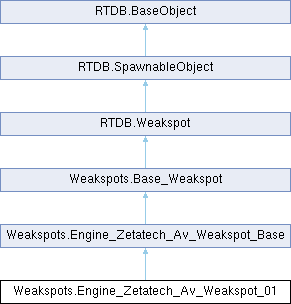 RTDB.BaseObject
RTDB.SpawnableObject
RTDB.Weakspot
Weakspots.Base_Weakspot
Weakspots.Engine_Zetatech_Av_Weakspot_Base
Weakspots.Engine_Zetatech_Av_Weakspot_01